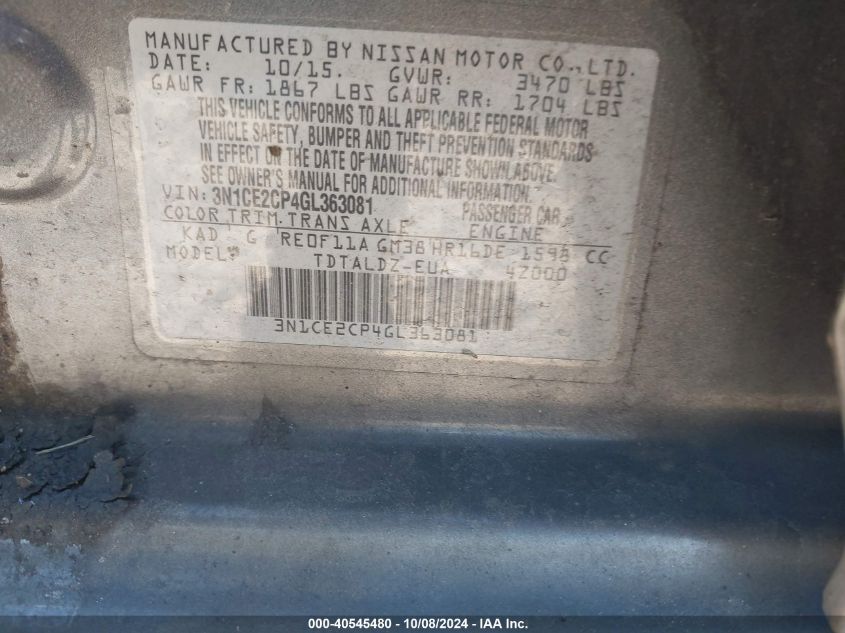 MANUFACTURED BY NISSAN MOTOR CO., LTD.
DATE: 10/15. GVWR: 3470 LBS
GAWR FR: 1867 LBS GAWR RR: 1704 LBS
THIS VEHICLE CONFORMS TO ALL APPLICABLE FEDERAL MOTOR
VEHICLE SAFETY, BUMPER AND THEFT PREVENTION STANDARDS
IN EFFECT ON THE DATE OF MANUFACTURE SHOWN ABOVE.
SEE OWNER'S MANUAL FOR ADDITIONAL INFORMATION.
VIN: 3N1CE2CP4GL363081 PASSENGER CAR
COLOR TRIM. TRANS AXLE ENGINE
KAD G RE0F11A GM38 HR16DE 1598 CC
MODEL: TDTALDZ-EUA 4Z000
3N1CE2CP4GL363081
000-40545480 - 10/08/2024 - IAA Inc.